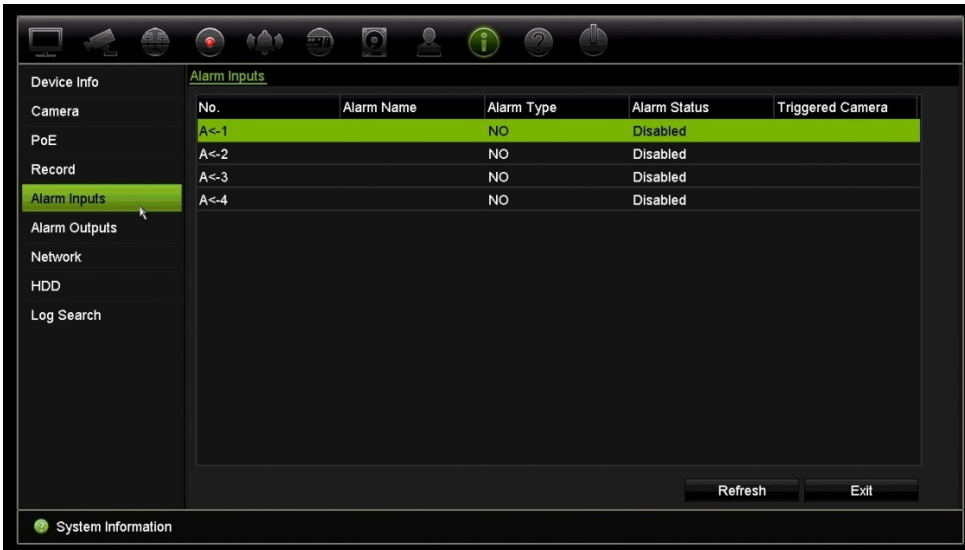 Device Info
Camera
PoE
Record
Alarm Inputs
Alarm Outputs
Network
HDD
Log Search
Alarm Inputs
No. Alarm Name Alarm Type Alarm Status Triggered Camera
A<-1 NO Disabled
A<-2 NO Disabled
A<-3 NO Disabled
A<-4 NO Disabled
Refresh Exit
? System Information